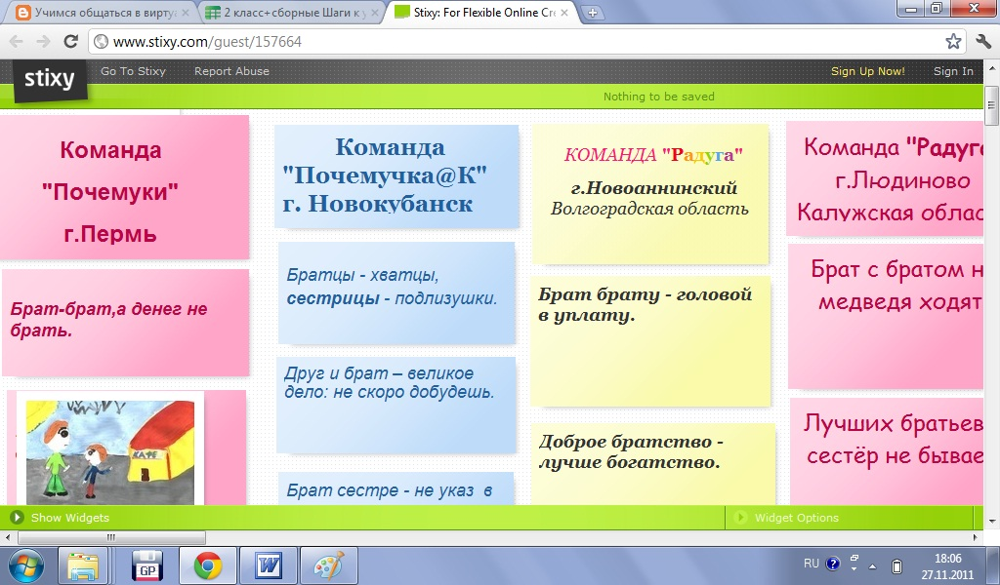 Учимся общаться в вирту
2 класс+сборные Шаги к у
Stixy: For Flexible Online Cre
www.stixy.com/guest/157664
stixy
Go To Stixy
Report Abuse
Sign Up Now!
Sign In
Nothing to be saved
Команда
"Почемуки"
г.Пермь
Брат-брат,а денег не
брать.
КАФЕ
Команда
"Почемучка@К"
г. Новокубанск
Братцы - хватцы,
сестрицы - подлизушки.
Друг и брат – великое
дело: не скоро добудешь.
Брат сестре - не указ в
КОМАНДА "Радуга"
г.Новоаннинский
Волгоградская область
Брат брату - головой
в уплату.
Доброе братство -
лучше богатство.
Команда "Радуга
г.Людиново
Калужская облас
Брат с братом н
медведя ходят
Лучших братьев
сестёр не бывае
Show Widgets
Widget Options
GP
RU
18:06
27.11.2011